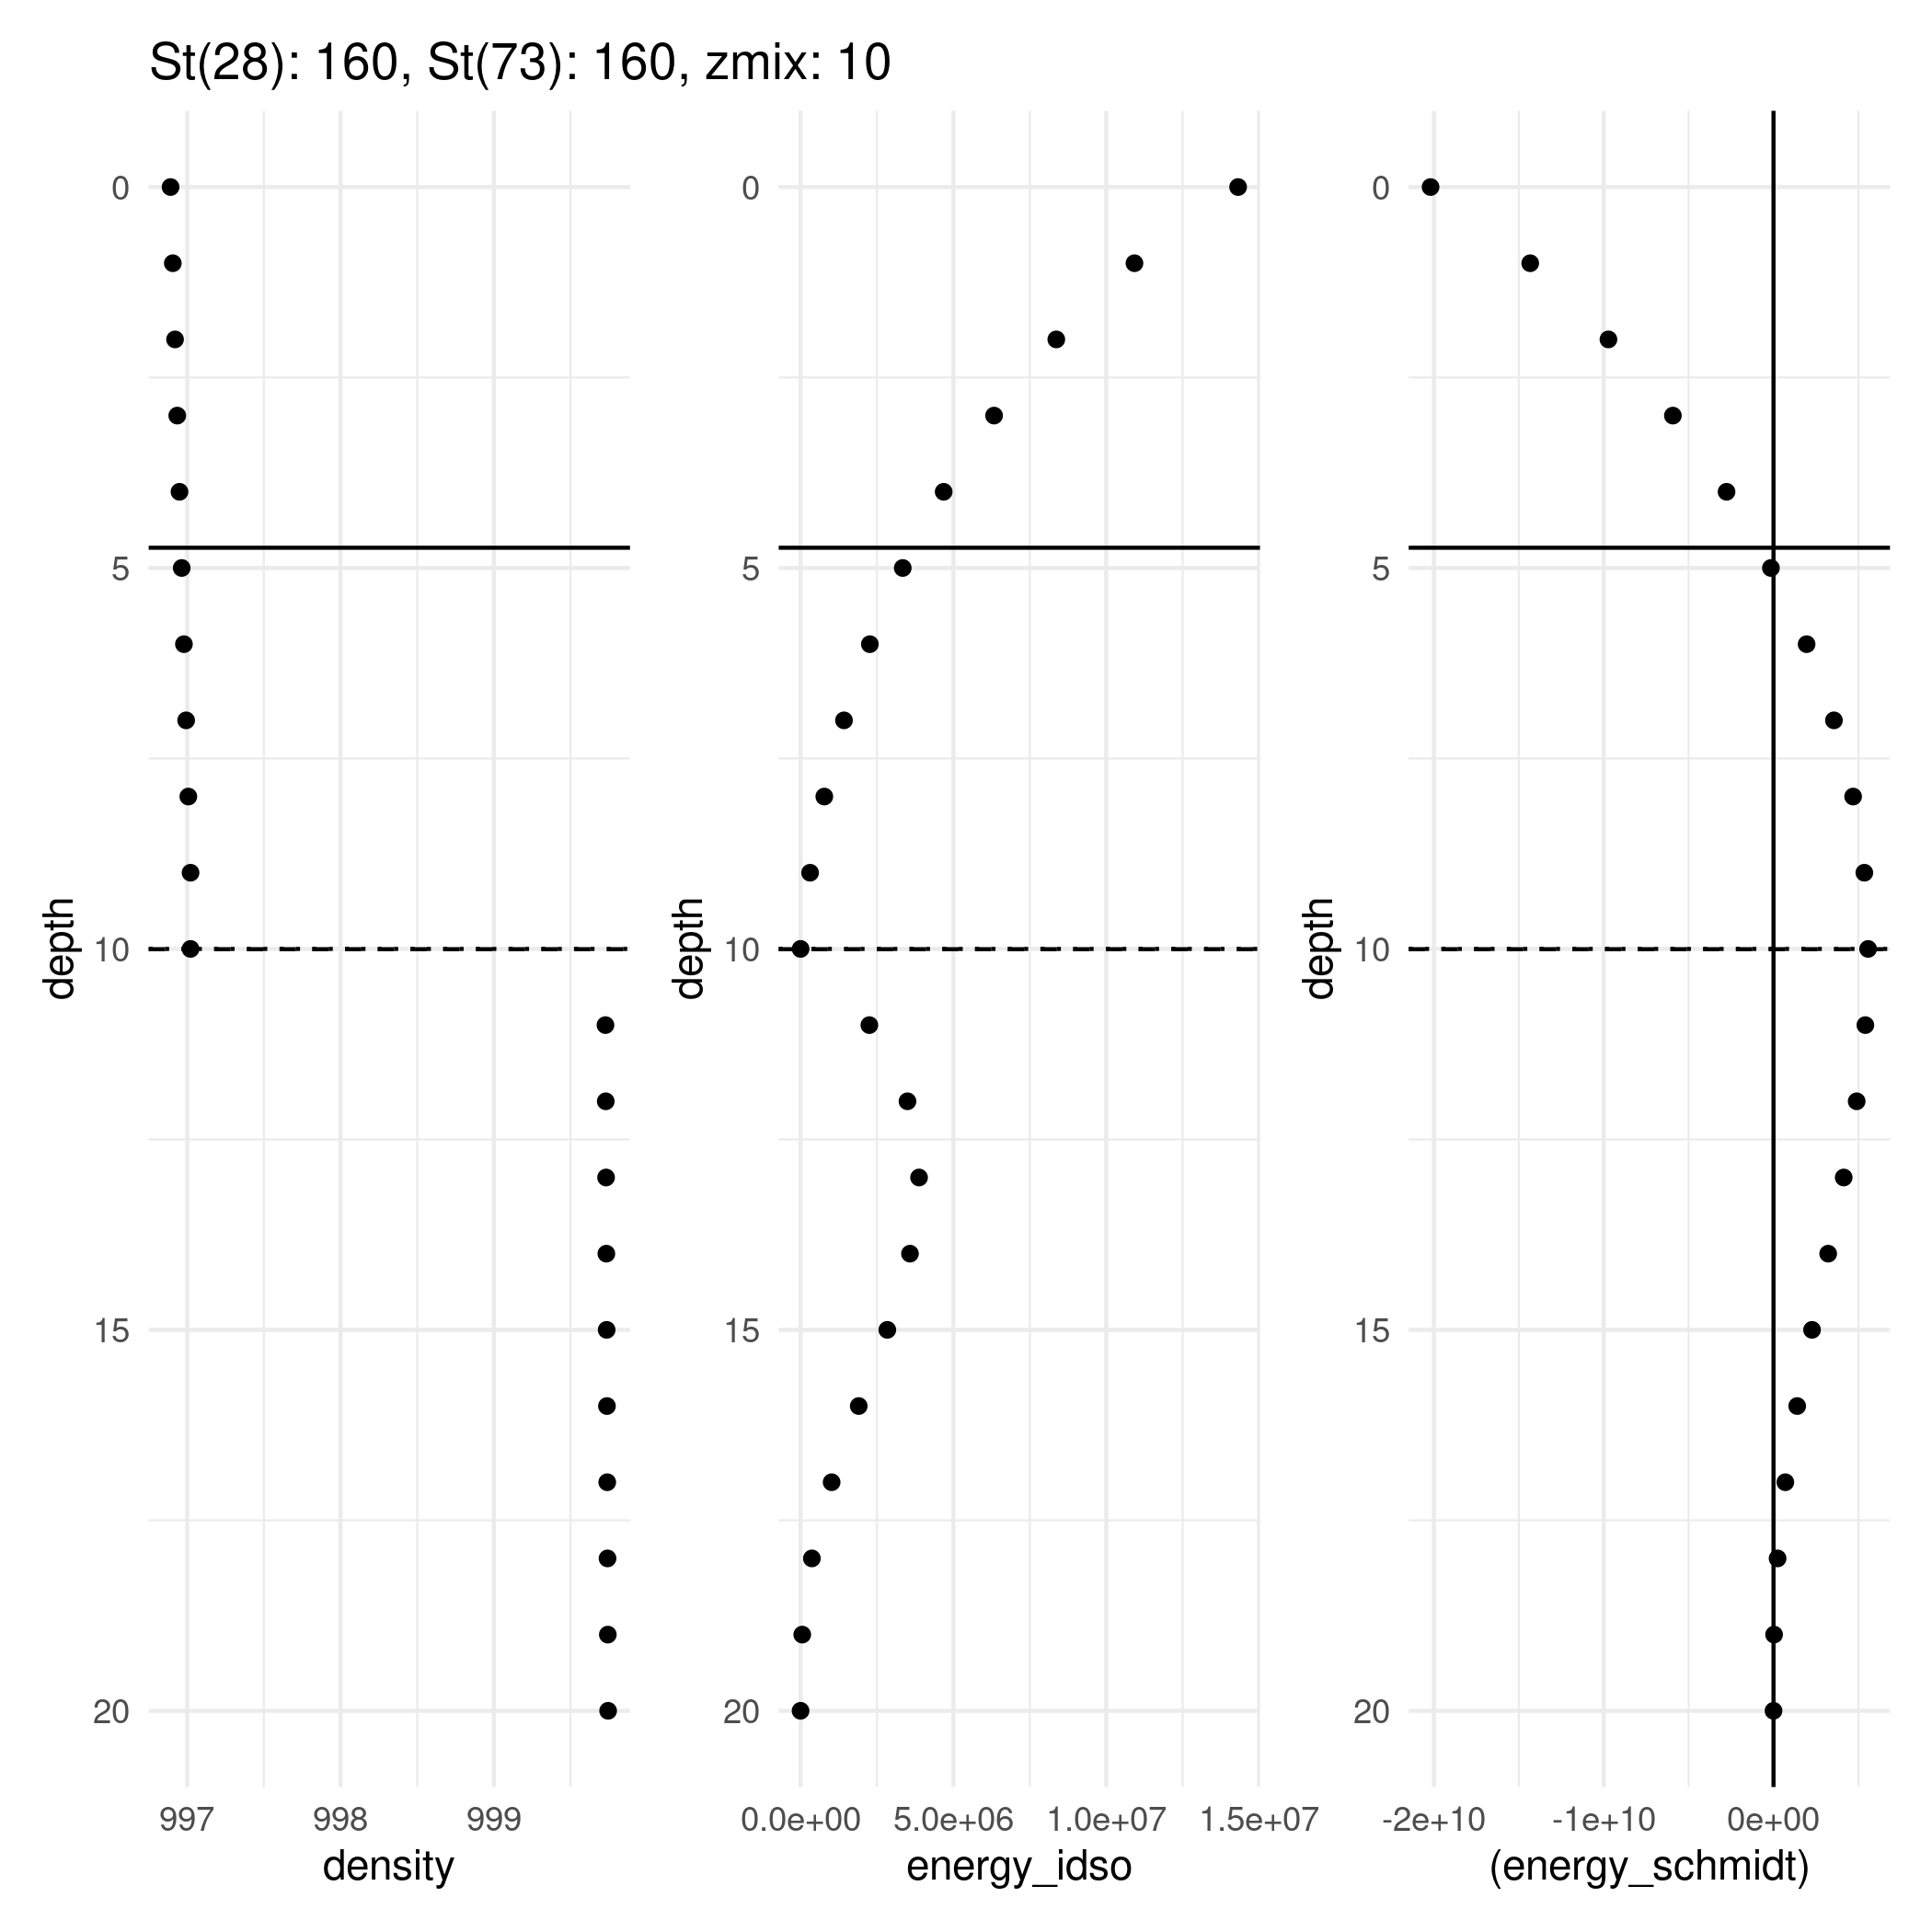 St(28): 160, St(73): 160, zmix: 10
0
5
10
15
20
depth
997 998 999
density
0
5
10
15
20
depth
0.0e+00 5.0e+06 1.0e+07 1.5e+07
energy_idso
0
5
10
15
20
depth
-2e+10 -1e+10 0e+00
(energy_schmidt)